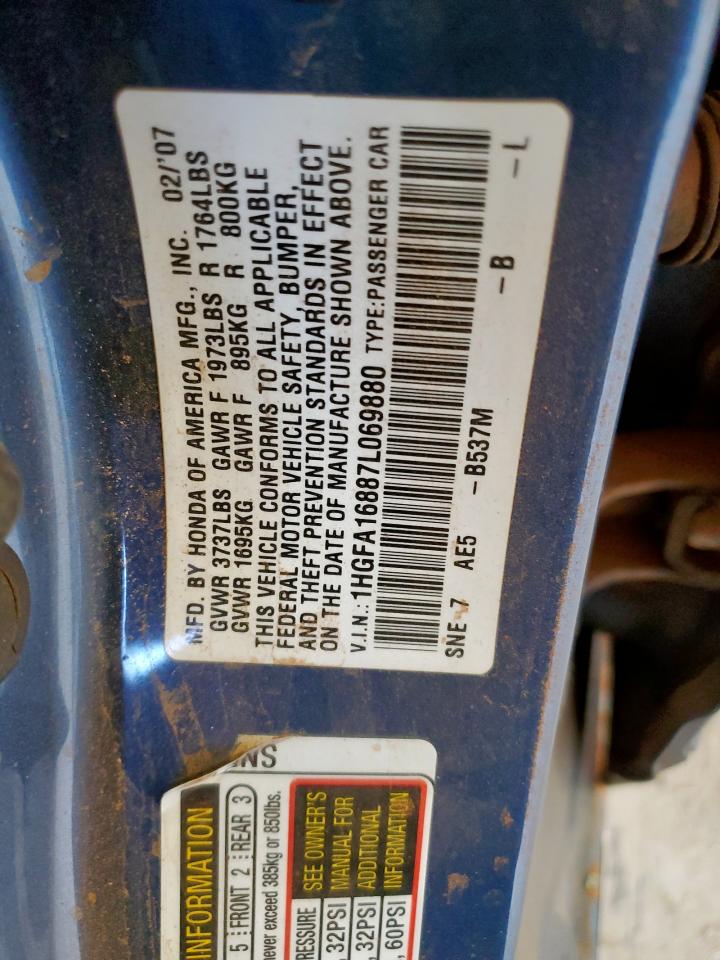 MFD. BY HONDA OF AMERICA MFG., INC. 02/'07
GVWR 3737LBS GAWR F 1973LBS R 1764LBS
GVWR 1695KG GAWR F 895KG R 800KG
THIS VEHICLE CONFORMS TO ALL APPLICABLE
FEDERAL MOTOR VEHICLE SAFETY, BUMPER,
AND THEFT PREVENTION STANDARDS IN EFFECT
ON THE DATE OF MANUFACTURE SHOWN ABOVE.
V.I.N.: 1HGFA16887L069880 TYPE:PASSENGER CAR
SNE-7 AE5 -B537M -B -L
INFORMATION
5 FRONT 2 REAR 3
never exceed 385kg or 850lbs.
SEE OWNER'S
MANUAL FOR
ADDITIONAL
INFORMATION
, 32PSI
, 32PSI
, 60PSI